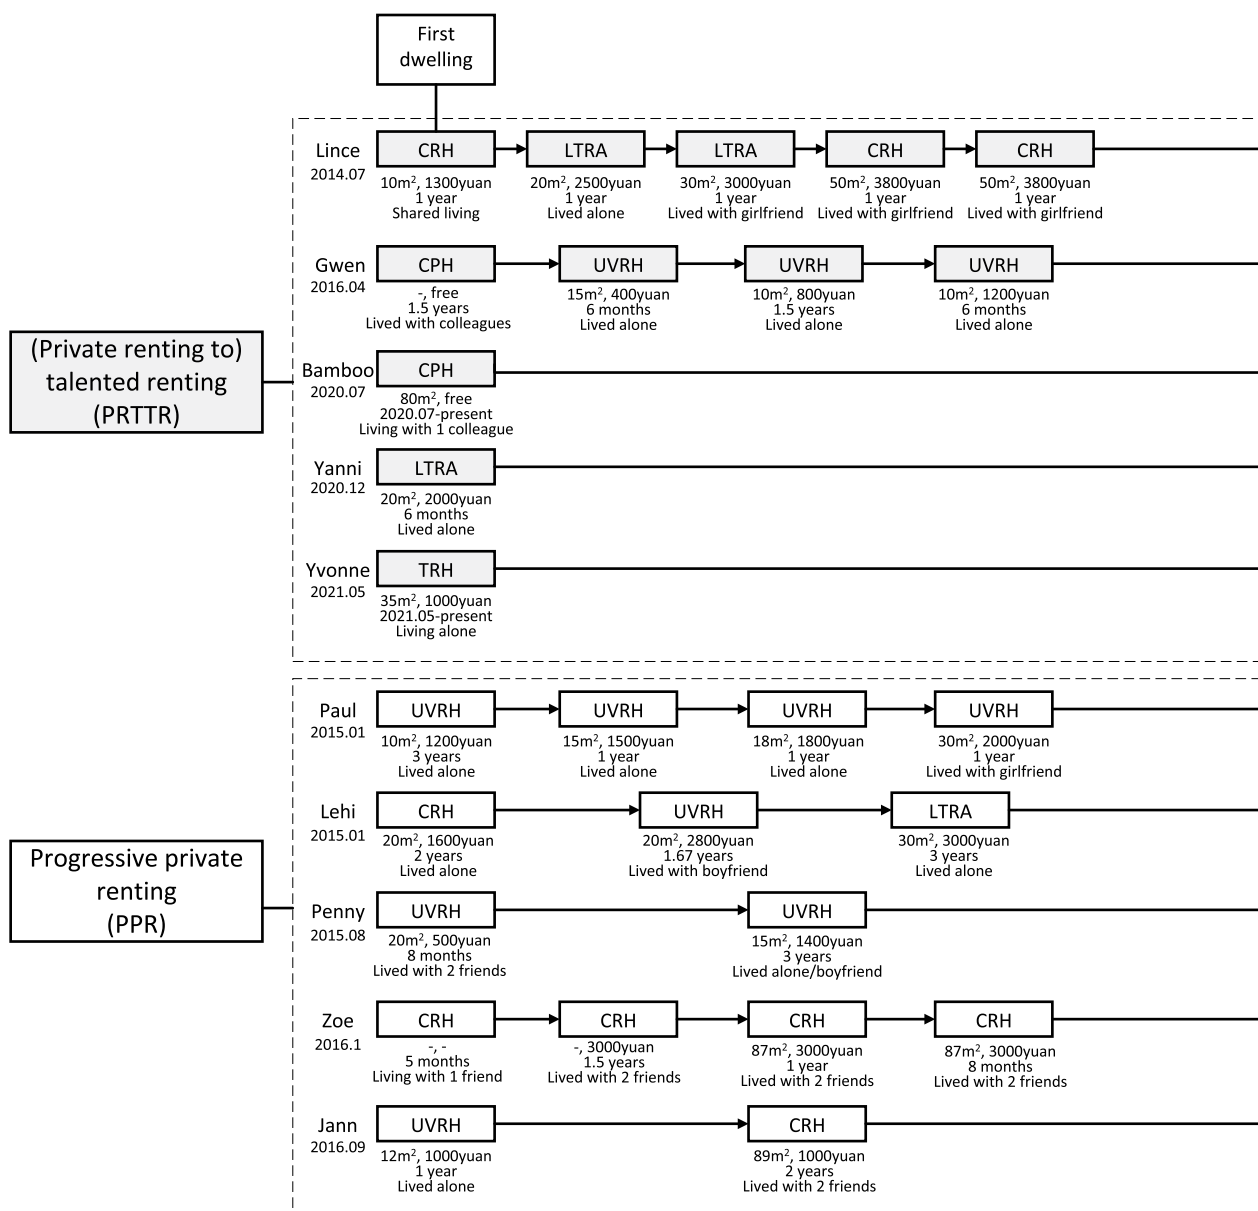 First
dwelling
(Private renting to)
talented renting
(PRTTR)
Lince
2014.07
CRH
10m², 1300yuan
1 year
Shared living
LTRA
20m², 2500yuan
1 year
Lived alone
LTRA
30m², 3000yuan
1 year
Lived with girlfriend
CRH
50m², 3800yuan
1 year
Lived with girlfriend
CRH
50m², 3800yuan
1 year
Lived with girlfriend
Gwen
2016.04
CPH
-, free
1.5 years
Lived with colleagues
UVRH
15m², 400yuan
6 months
Lived alone
UVRH
10m², 800yuan
1.5 years
Lived alone
UVRH
10m², 1200yuan
6 months
Lived alone
Bamboo
2020.07
CPH
80m², free
2020.07-present
Living with 1 colleague
Yanni
2020.12
LTRA
20m², 2000yuan
6 months
Lived alone
Yvonne
2021.05
TRH
35m², 1000yuan
2021.05-present
Living alone
Progressive private
renting
(PPR)
Paul
2015.01
UVRH
10m², 1200yuan
3 years
Lived alone
UVRH
15m², 1500yuan
1 year
Lived alone
UVRH
18m², 1800yuan
1 year
Lived alone
UVRH
30m², 2000yuan
1 year
Lived with girlfriend
Lehi
2015.01
CRH
20m², 1600yuan
2 years
Lived alone
UVRH
20m², 2800yuan
1.67 years
Lived with boyfriend
LTRA
30m², 3000yuan
3 years
Lived alone
Penny
2015.08
UVRH
20m², 500yuan
8 months
Lived with 2 friends
UVRH
15m², 1400yuan
3 years
Lived alone/boyfriend
Zoe
2016.1
CRH
-, -
5 months
Living with 1 friend
CRH
-, 3000yuan
1.5 years
Lived with 2 friends
CRH
87m², 3000yuan
1 year
Lived with 2 friends
CRH
87m², 3000yuan
8 months
Lived with 2 friends
Jann
2016.09
UVRH
12m², 1000yuan
1 year
Lived alone
CRH
89m², 1000yuan
2 years
Lived with 2 friends